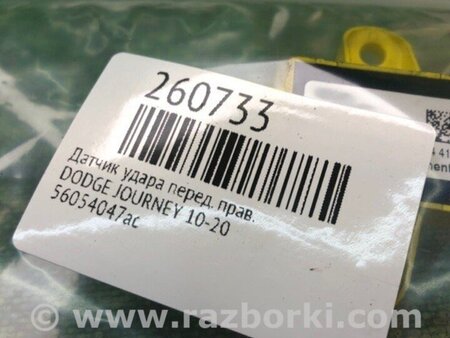 260733
Датчик удара перед. прав.
DODGE JOURNEY 10-20
56054047ac
www.razborki.com